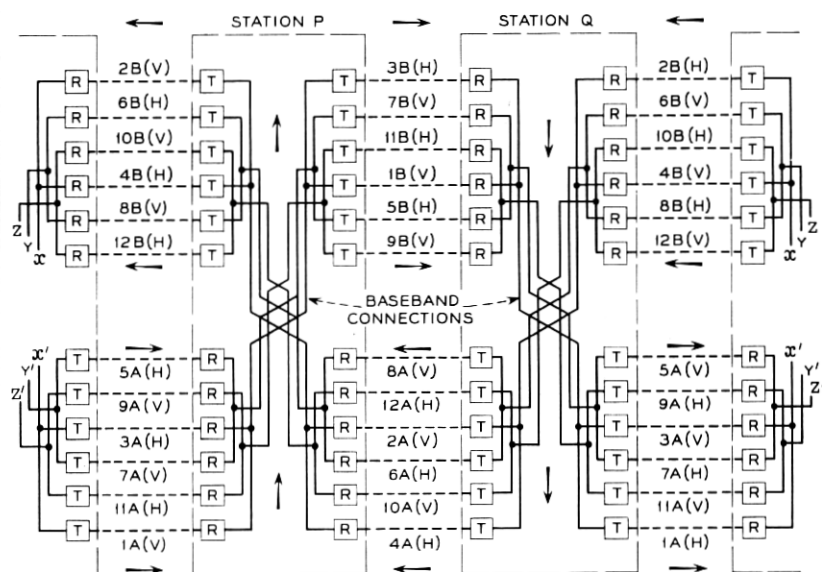 STATION P STATION Q
2B(V) 3B(H) 2B(H)
R T T R R T
6B(H) 7B(V) 6B(V)
R T T R R T
10B(V) 11B(H) 10B(H)
R T T R R T
4B(H) 1B(V) 4B(V)
R T T R R T
8B(V) 5B(H) 8B(H)
R T T R R T
12B(H) 9B(V) 12B(V)
R T T R R T
Z Y X X Y Z
BASEBAND
CONNECTIONS
X' Y' Z' X' Y' Z
T R R T T R
5A(H) 8A(V) 5A(V)
T R R T T R
9A(V) 12A(H) 9A(H)
T R R T T R
3A(H) 2A(V) 3A(V)
T R R T T R
7A(V) 6A(H) 7A(H)
T R R T T R
11A(H) 10A(V) 11A(V)
T R R T T R
1A(V) 4A(H) 1A(H)